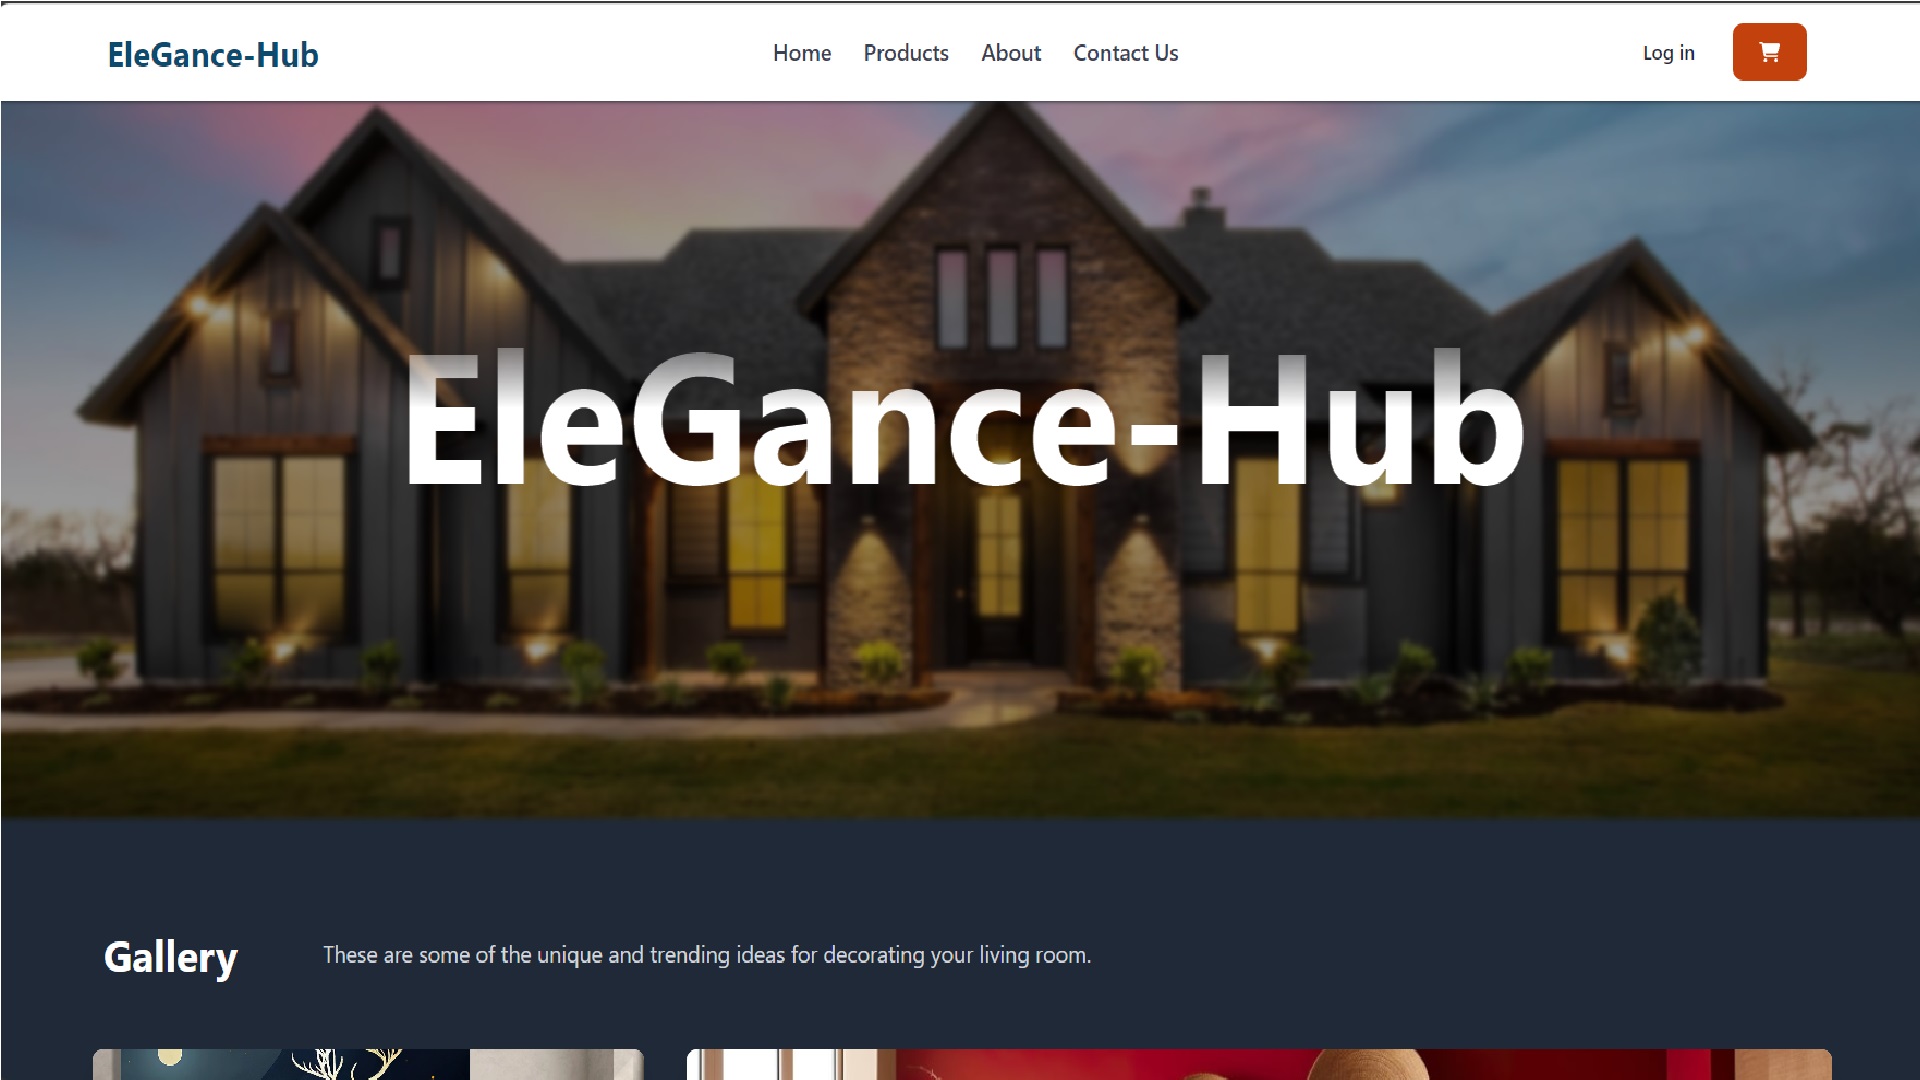 EleGance-Hub
Home Products About Contact Us
Log in
EleGance-Hub
Gallery
These are some of the unique and trending ideas for decorating your living room.